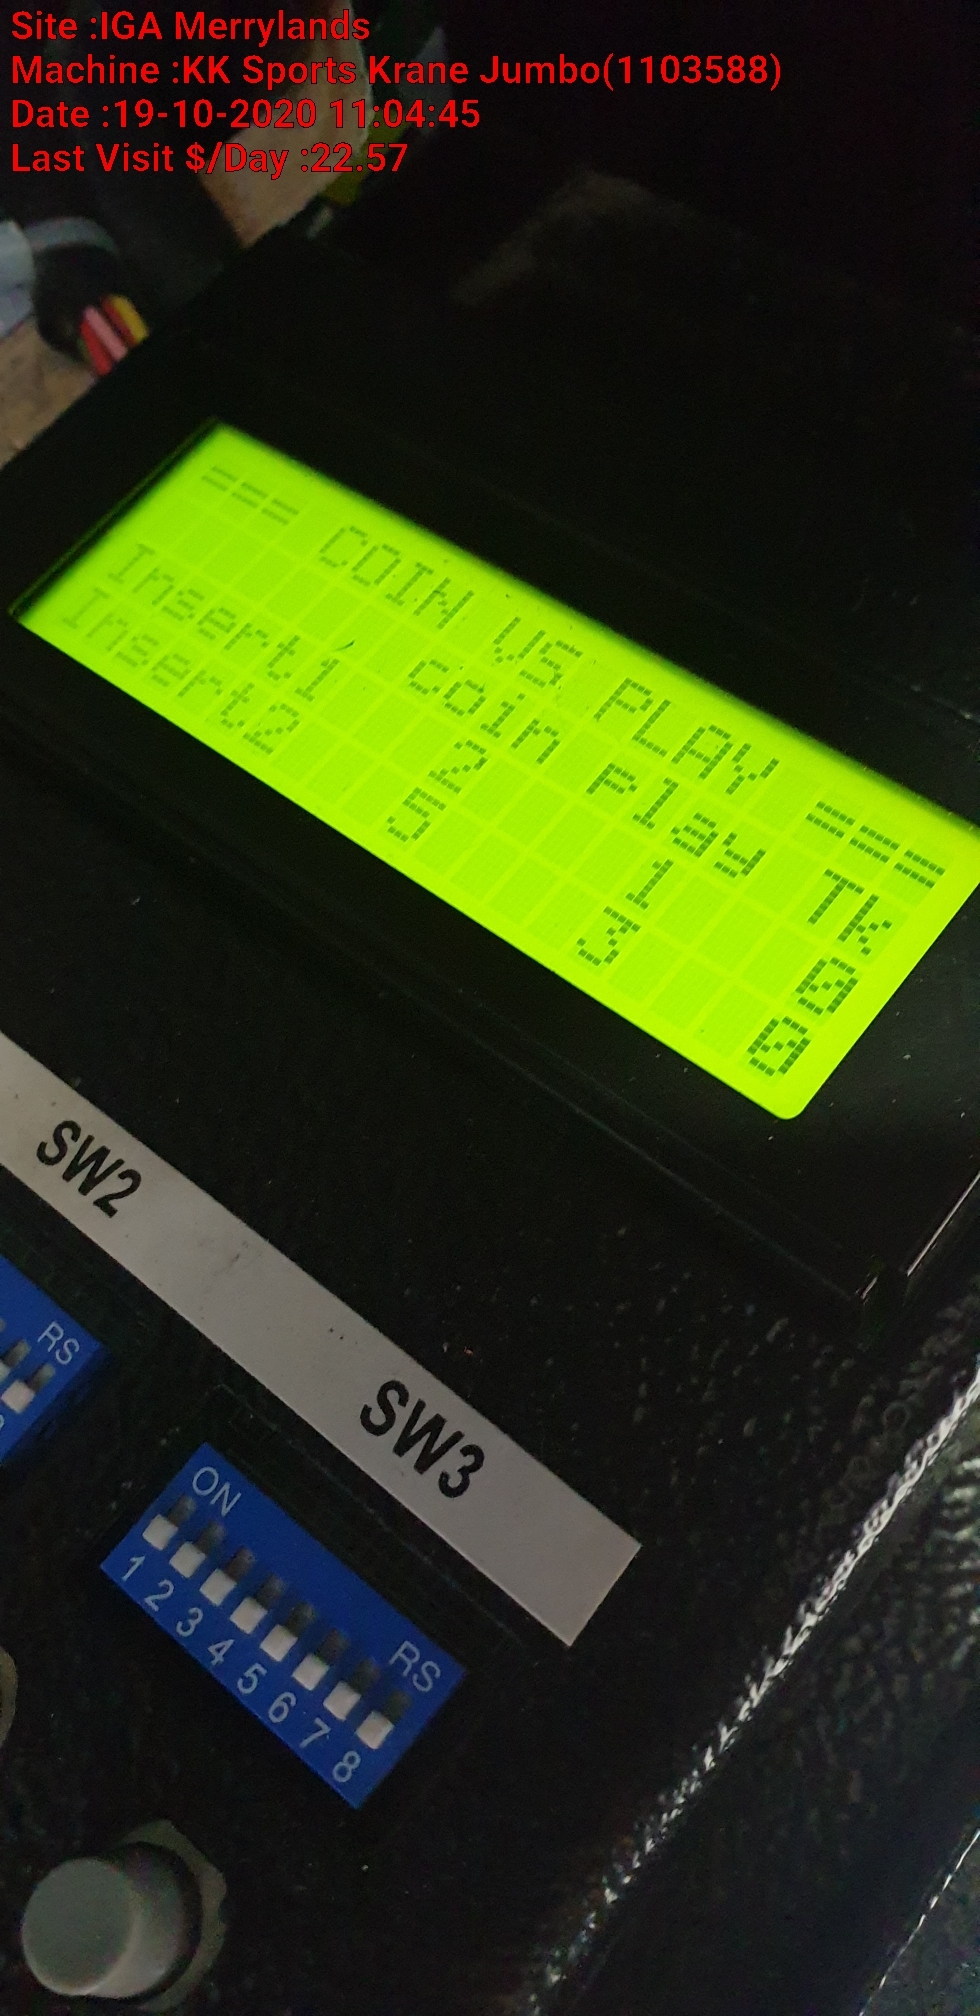 Site :IGA Merrylands
Machine :KK Sports Krane Jumbo(1103588)
Date :19-10-2020 11:04:45
Last Visit $/Day :22.57
=== COIN VS PLAY ===
coin play Tk
Insert1 2 1 0
Insert2 5 3 0
SW2
SW3
RS
ON
RS
1 2 3 4 5 6 7 8